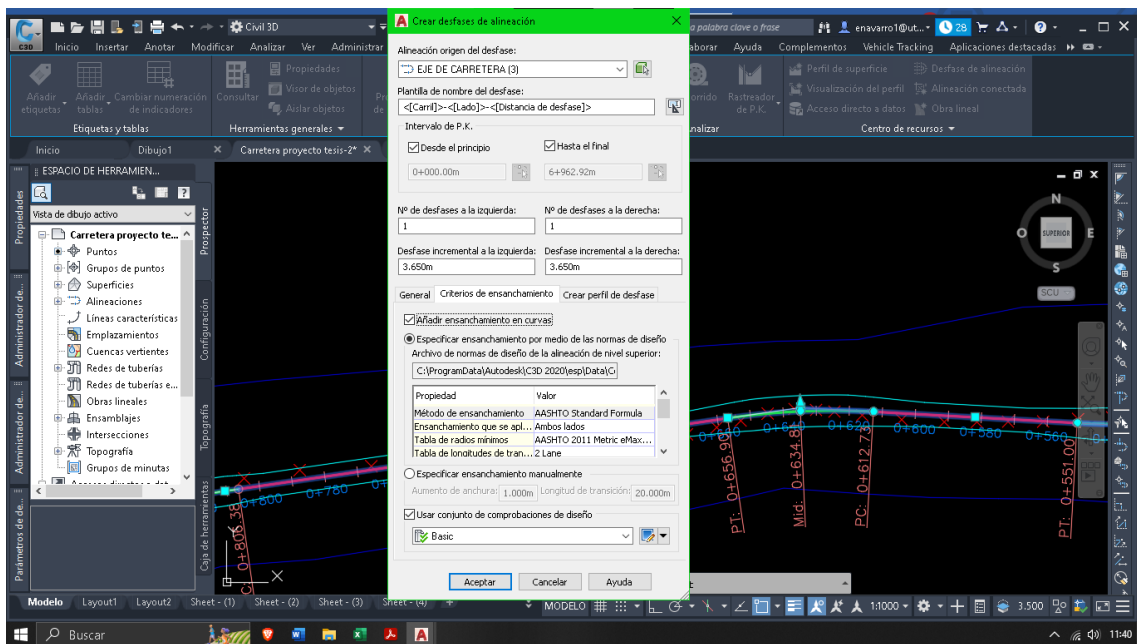 Civil 3D
palabra clave o frase
enavarro1@ut...
28
C3D
Inicio Insertar Anotar Modificar Analizar Ver Administrar
aborar Ayuda Complementos Vehicle Tracking Aplicaciones destacadas
Añadir etiquetas
Añadir tablas
Cambiar numeración de indicadores
Etiquetas y tablas
Consultar
Propiedades
Visor de objetos
Aislar objetos
Herramientas generales
Rastreador de P.K.
Perfil de superficie
Desfase de alineación
Visualización del perfil
Alineación conectada
Acceso directo a datos
Obra lineal
Centro de recursos
Inicio
Dibujo1
Carretera proyecto tesis-2*
ESPACIO DE HERRAMIEN...
Vista de dibujo activo
Carretera proyecto te...
Puntos
Grupos de puntos
Superficies
Alineaciones
Líneas características
Emplazamientos
Cuencas vertientes
Redes de tuberías
Redes de tuberías e...
Obras lineales
Ensamblajes
Intersecciones
Topografía
Grupos de minutas
Propiedades
Administrador de...
Administrador de...
Parámetros de de...
Prospector
Configuración
Topografía
Caja de herramientas
Crear desfases de alineación
Alineación origen del desfase:
EJE DE CARRETERA (3)
Plantilla de nombre del desfase:
<[Carril]>-<[Lado]>-<[Distancia de desfase]>
Intervalo de P.K.
Desde el principio
Hasta el final
0+000.00m
6+962.92m
Nº de desfases a la izquierda:
Nº de desfases a la derecha:
1
1
Desfase incremental a la izquierda:
Desfase incremental a la derecha:
3.650m
3.650m
General
Criterios de ensanchamiento
Crear perfil de desfase
Añadir ensanchamiento en curvas
Especificar ensanchamiento por medio de las normas de diseño
Archivo de normas de diseño de la alineación de nivel superior:
C:\ProgramData\Autodesk\C3D 2020\esp\Data\C
Propiedad Valor
Método de ensanchamiento AASHTO Standard Formula
Ensanchamiento que se apl... Ambos lados
Tabla de radios mínimos AASHTO 2011 Metric eMax...
Tabla de longitudes de tran... 2 Lane
Especificar ensanchamiento manualmente
Aumento de anchura: 1.000m Longitud de transición: 20.000m
Usar conjunto de comprobaciones de diseño
Basic
Aceptar
Cancelar
Ayuda
N
O
SUPERIOR
E
S
SCU
0+800
0+780
PT: 0+656.90
Mid: 0+634.81
0+620
PC: 0+612.73
0+600
0+580
0+560
PT: 0+551.00
Y
X
Modelo Layout1 Layout2 Sheet - (1) Sheet - (2) Sheet - (3) Sheet - (4)
MODELO
1:1000
3.500
Buscar
11:40